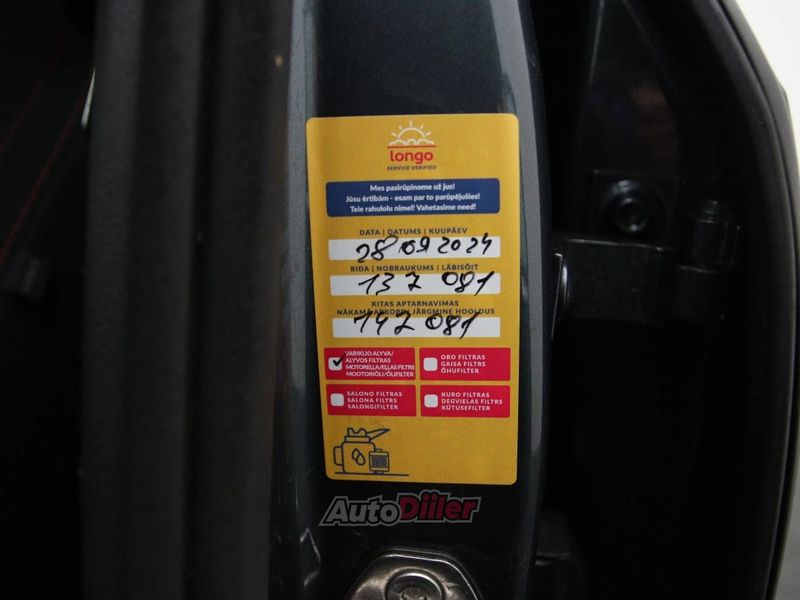 longo
SERVICE VERIFIED
Mes pasirūpinome už jus!
Jūsu ērtībām - esam par to parūpējušies!
Teie rahulolu nimel! Vahetasime need!
DATA | DATUMS | KUUPÄEV
28 09 2024
RIDA | NOBRAUKUMS | LÄBISÕIT
137 081
KITAS APTARNAVIMAS
NĀKAMĀ APKOPE | JÄRGMINE HOOLDUS
147 081
VARIKLIO ALYVA/
ALYVOS FILTRAS
MOTOREĻĻA/EĻĻAS FILTRS
MOOTORIÕLI/ÕLIFILTER
ORO FILTRAS
GAISA FILTRS
ÕHUFILTER
SALONO FILTRAS
SALONA FILTRS
SALONGIFILTER
KURO FILTRAS
DEGVIELAS FILTRS
KÜTUSEFILTER
AutoDiiler